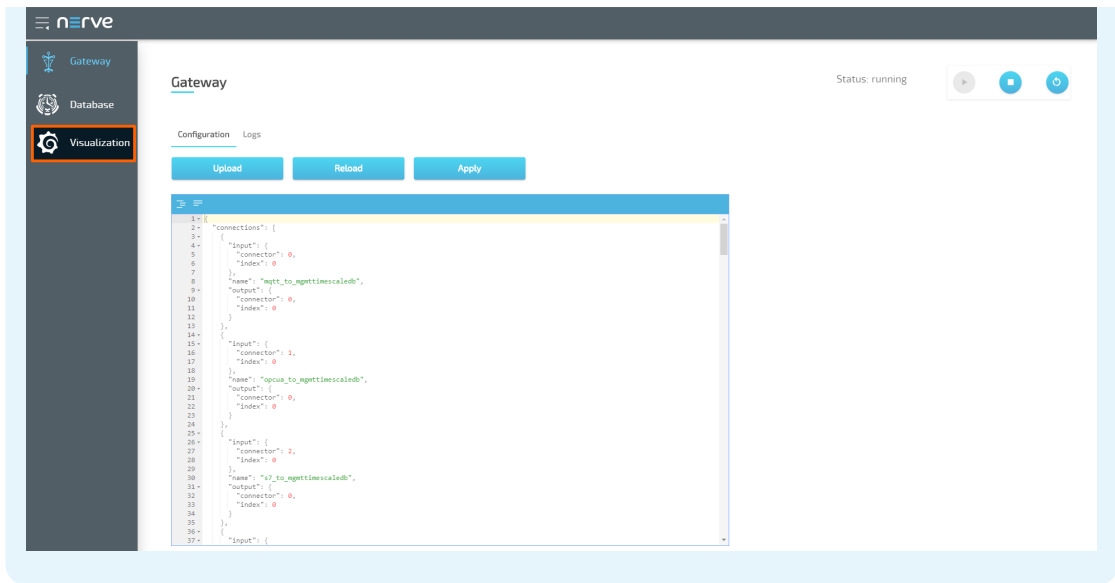 nerve
Gateway
Database
Visualization
Gateway
Status: running
Configuration Logs
Upload Reload Apply
1 {
2 "connections": [
3 {
4 "input": {
5 "connector": 0,
6 "index": 0
7 },
8 "name": "mqtt_to_mgmttimescaledb",
9 "output": {
10 "connector": 0,
11 "index": 0
12 }
13 },
14 {
15 "input": {
16 "connector": 1,
17 "index": 0
18 },
19 "name": "opcua_to_mgmttimescaledb",
20 "output": {
21 "connector": 0,
22 "index": 0
23 }
24 },
25 {
26 "input": {
27 "connector": 2,
28 "index": 0
29 },
30 "name": "s7_to_mgmttimescaledb",
31 "output": {
32 "connector": 0,
33 "index": 0
34 }
35 },
36 {
37 "input": {